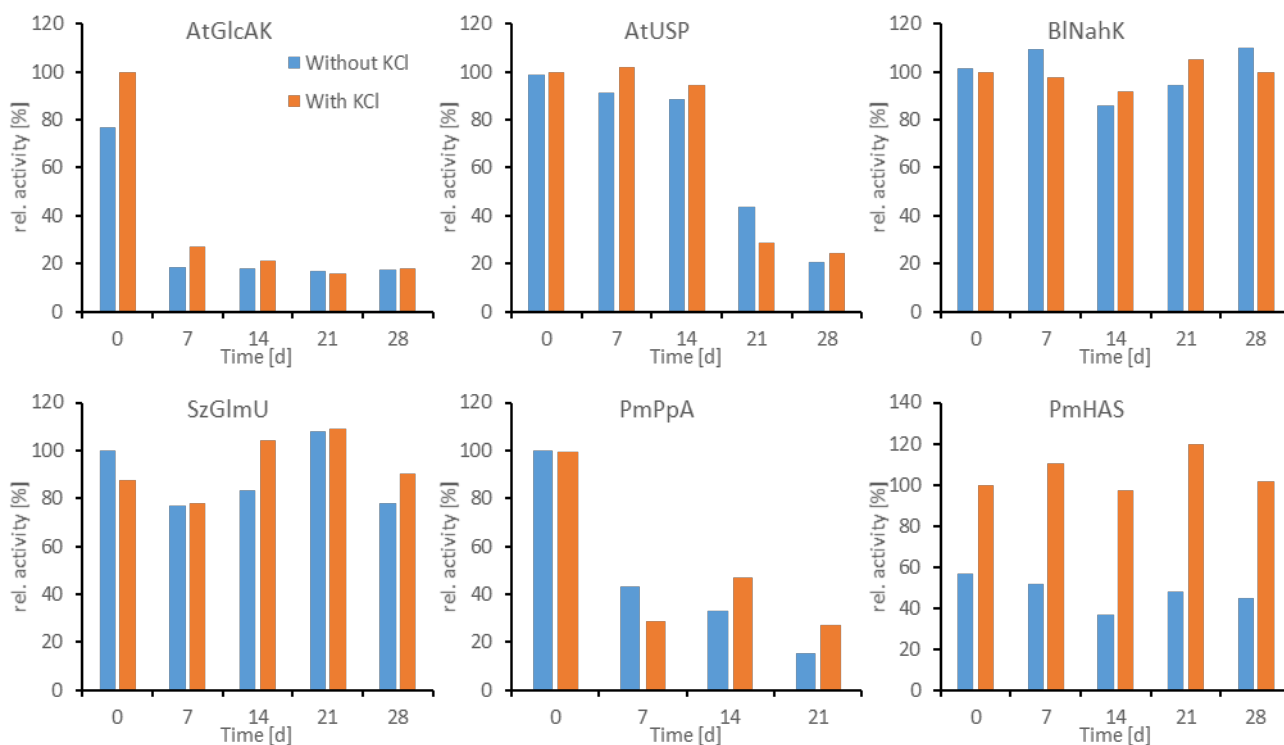 AtGlcAK
120
100
80
60
40
20
0
rel. activity [%]
Without KCl
With KCl
0 7 14 21 28
Time [d]
AtUSP
120
100
80
60
40
20
0
rel. activity [%]
0 7 14 21 28
Time [d]
BlNahK
120
100
80
60
40
20
0
rel. activity [%]
0 7 14 21 28
Time [d]
SzGlmU
120
100
80
60
40
20
0
rel. activity [%]
0 7 14 21 28
Time [d]
PmPpA
120
100
80
60
40
20
0
rel. activity [%]
0 7 14 21
Time [d]
PmHAS
140
120
100
80
60
40
20
0
rel. activity [%]
0 7 14 21 28
Time [d]